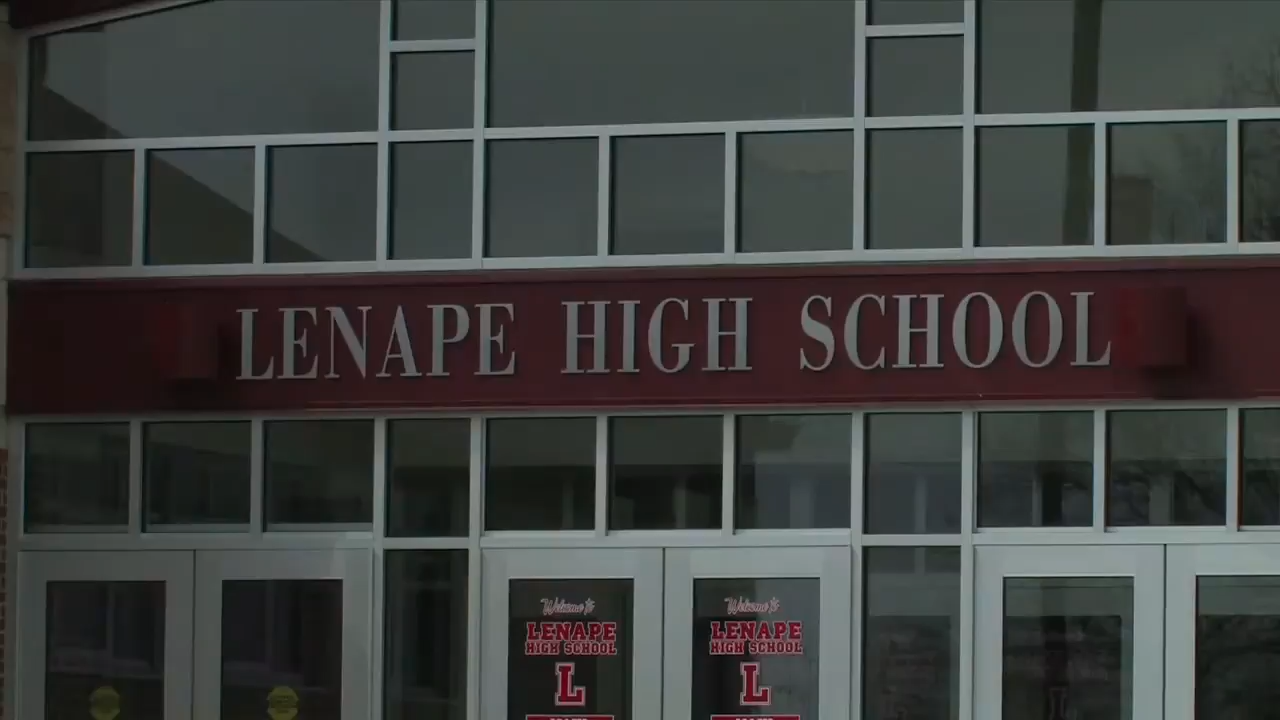 LENAPE HIGH SCHOOL
Welcome to
LENAPE
HIGH SCHOOL
L
Welcome to
LENAPE
HIGH SCHOOL
L